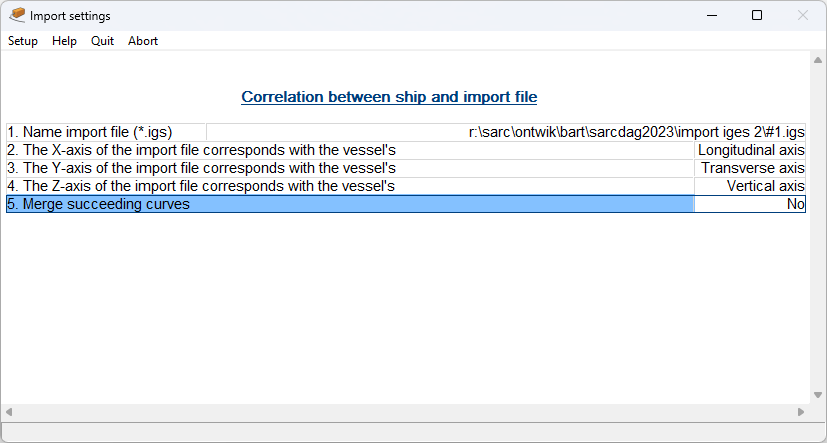 Import settings
Setup Help Quit Abort
Correlation between ship and import file
1. Name import file (*.igs) r:\sarc\ontwik\bart\sarcdag2023\import iges 2\#1.igs
2. The X-axis of the import file corresponds with the vessel's Longitudinal axis
3. The Y-axis of the import file corresponds with the vessel's Transverse axis
4. The Z-axis of the import file corresponds with the vessel's Vertical axis
5. Merge succeeding curves No